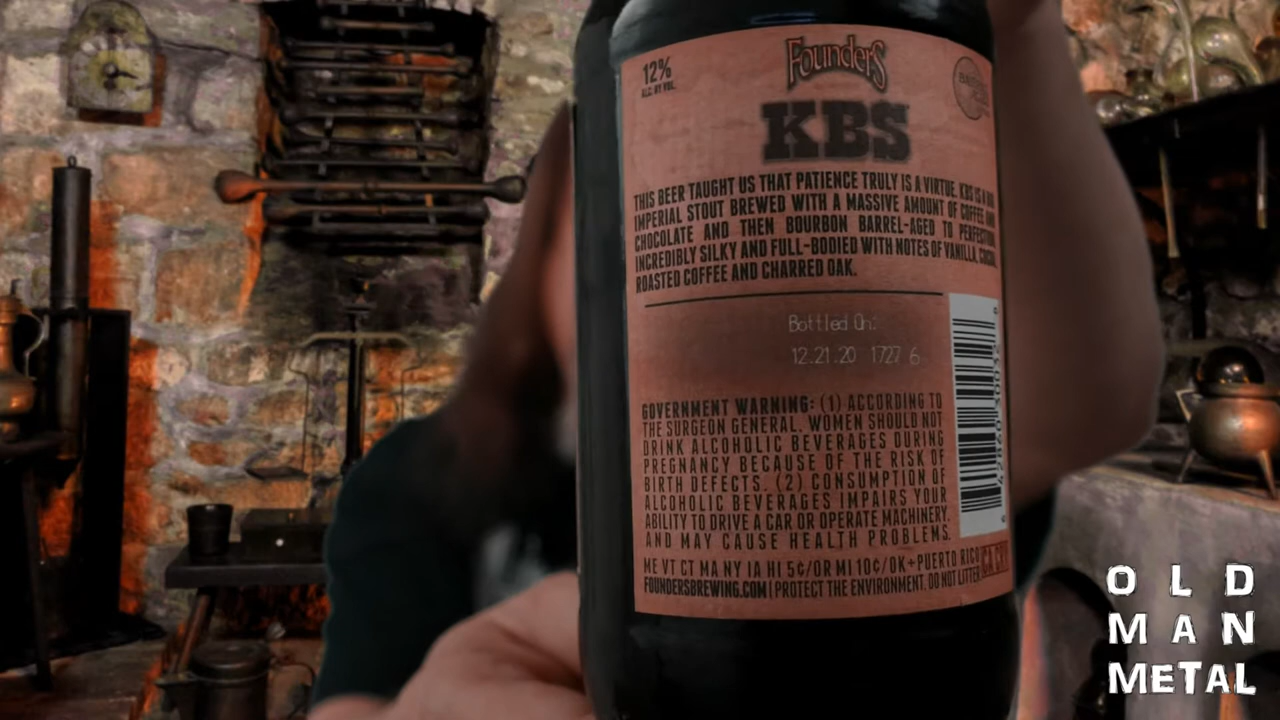 Founders
12%
ALC. BY VOL.
KBS
THIS BEER TAUGHT US THAT PATIENCE TRULY IS A VIRTUE. KBS IS A
IMPERIAL STOUT BREWED WITH A MASSIVE AMOUNT OF COFFEE AND
CHOCOLATE AND THEN BOURBON BARREL-AGED TO PERFECTION
INCREDIBLY SILKY AND FULL-BODIED WITH NOTES OF VANILLA, COCOA,
ROASTED COFFEE AND CHARRED OAK.
Bottled On:
12.21.20 1727 6
GOVERNMENT WARNING: (1) ACCORDING TO
THE SURGEON GENERAL, WOMEN SHOULD NOT
DRINK ALCOHOLIC BEVERAGES DURING
PREGNANCY BECAUSE OF THE RISK OF
BIRTH DEFECTS. (2) CONSUMPTION OF
ALCOHOLIC BEVERAGES IMPAIRS YOUR
ABILITY TO DRIVE A CAR OR OPERATE MACHINERY,
AND MAY CAUSE HEALTH PROBLEMS.
ME VT CT MA NY IA HI 5¢/OR MI 10¢/OK+PUERTO RICO CA CRV
FOUNDERSBREWING.COM | PROTECT THE ENVIRONMENT. DO NOT LITTER
OLD
MAN
METAL